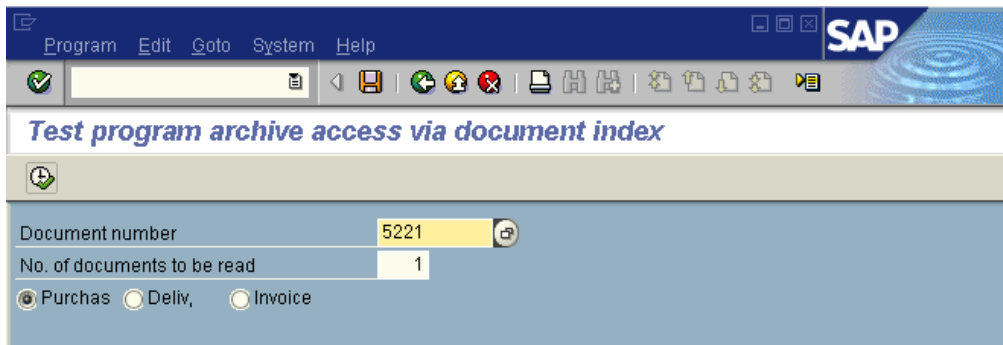 Program Edit Goto System Help
SAP
Test program archive access via document index
Document number 5221
No. of documents to be read 1
Purchas Deliv, Invoice